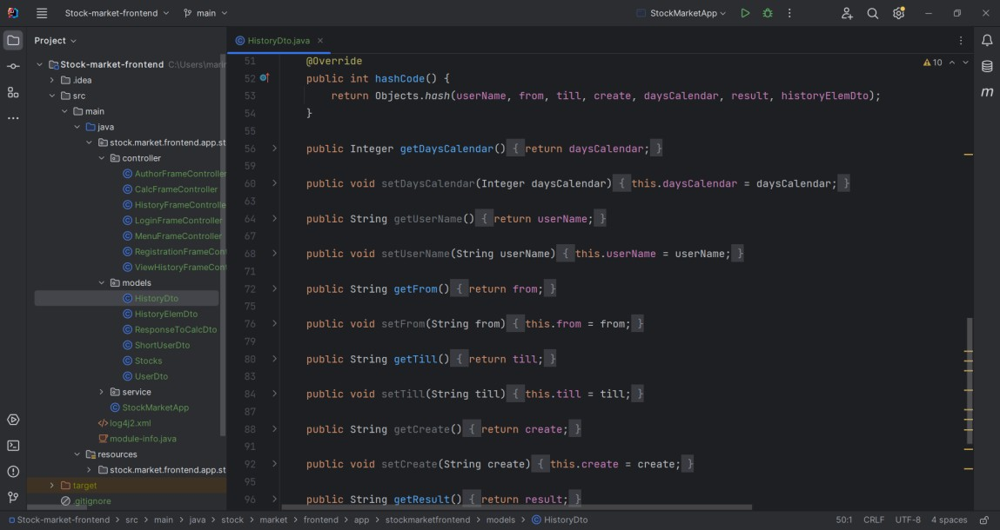 Stock-market-frontend main StockMarketApp
Project
HistoryDto.java
Stock-market-frontend C:\Users\
.idea
src
main
java
stock.market.frontend.app.st
controller
AuthorFrameController
CalcFrameController
HistoryFrameControlle
LoginFrameController
MenuFrameController
RegistrationFrameCont
ViewHistoryFrameCont
models
HistoryDto
HistoryElemDto
ResponseToCalcDto
ShortUserDto
Stocks
UserDto
service
StockMarketApp
log4j2.xml
module-info.java
resources
stock.market.frontend.app.st
target
.gitignore
10
51 @Override
52 public int hashCode() {
53 return Objects.hash(userName, from, till, create, daysCalendar, result, historyElemDto);
54 }
55
56 public Integer getDaysCalendar() { return daysCalendar; }
59
60 public void setDaysCalendar(Integer daysCalendar) { this.daysCalendar = daysCalendar; }
63
64 public String getUserName() { return userName; }
67
68 public void setUserName(String userName) { this.userName = userName; }
71
72 public String getFrom() { return from; }
75
76 public void setFrom(String from) { this.from = from; }
79
80 public String getTill() { return till; }
83
84 public void setTill(String till) { this.till = till; }
87
88 public String getCreate() { return create; }
91
92 public void setCreate(String create) { this.create = create; }
95
96 public String getResult() { return result; }
m
Stock-market-frontend > src > main > java > stock > market > frontend > app > stockmarketfrontend > models > HistoryDto 50:1 CRLF UTF-8 4 spaces